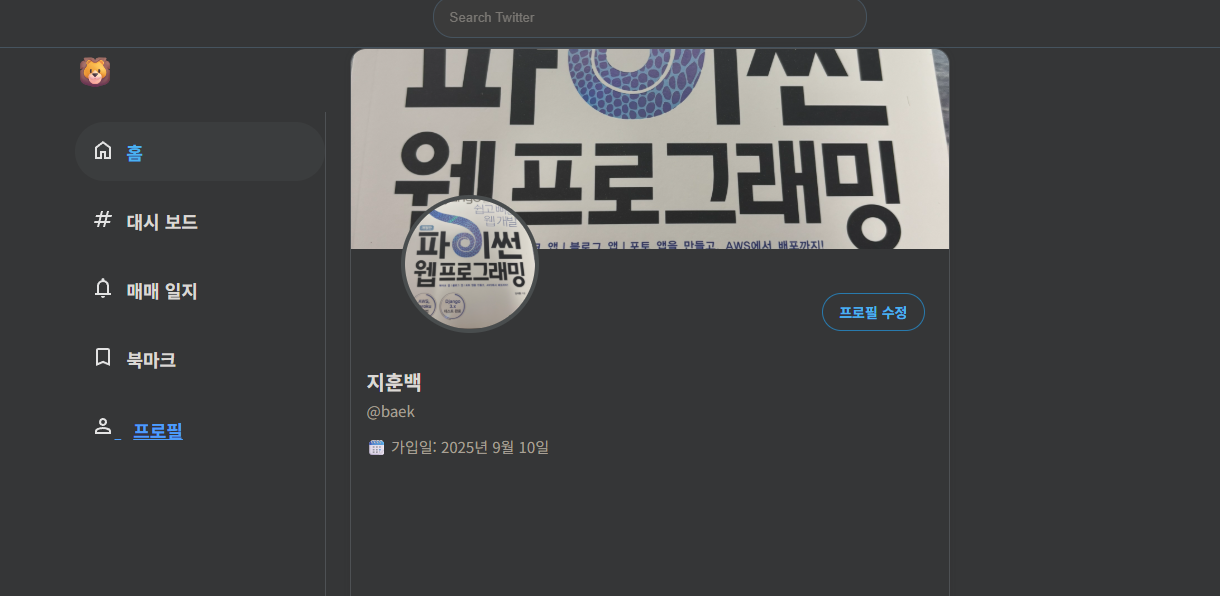 Search Twitter
홈
대시 보드
매매 일지
북마크
프로필
파이썬
웹 프로그래밍
앱 | 블로그 앱 | 포토 앱을 만들고, AWS에서 배포까지!
파이썬
웹 프로그래밍
Django
프로필 수정
지훈백
@baek
가입일: 2025년 9월 10일